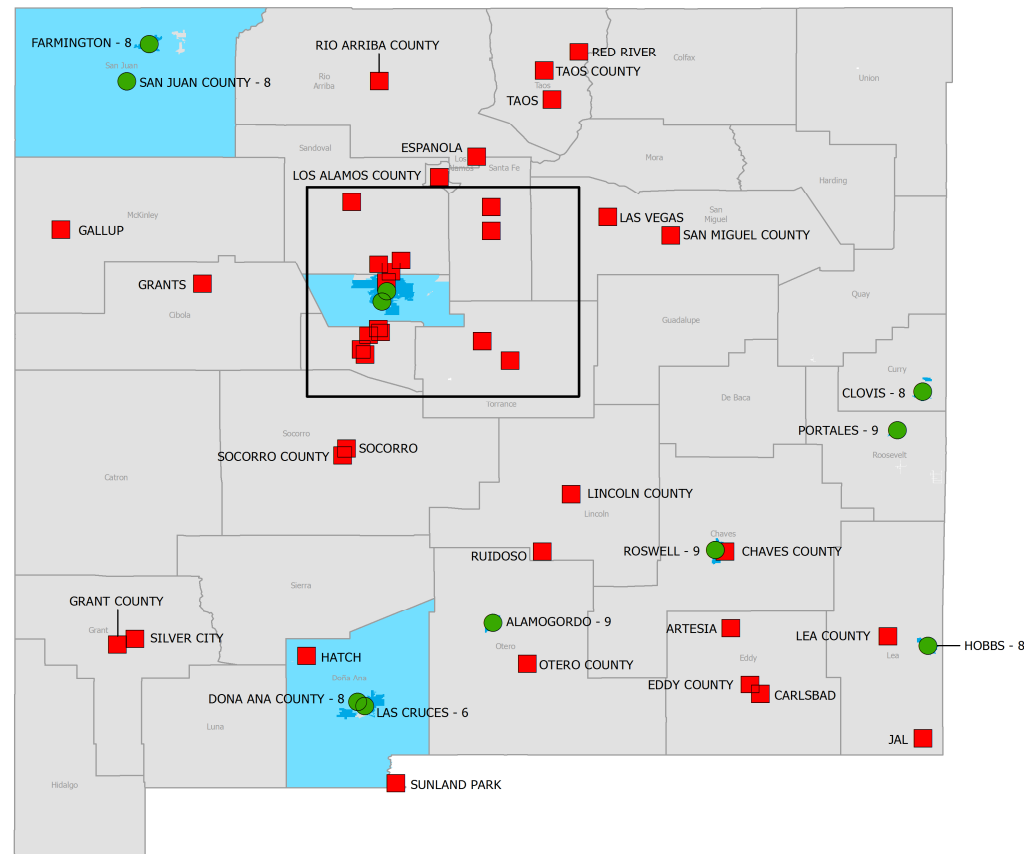 FARMINGTON - 8
San Juan
SAN JUAN COUNTY - 8
RIO ARRIBA COUNTY
Rio
Arriba
RED RIVER
TAOS COUNTY
Taos
TAOS
Colfax
Union
Sandoval
ESPANOLA
Los
Alamos
Santa Fe
LOS ALAMOS COUNTY
Mora
Harding
McKinley
GALLUP
San
Miguel
LAS VEGAS
SAN MIGUEL COUNTY
GRANTS
Cibola
Quay
Guadalupe
Curry
CLOVIS - 8
De Baca
Torrance
PORTALES - 9
Roosevelt
Socorro
SOCORRO
SOCORRO COUNTY
Catron
LINCOLN COUNTY
Lincoln
Chaves
ROSWELL - 9
CHAVES COUNTY
RUIDOSO
Sierra
GRANT COUNTY
Grant
SILVER CITY
ALAMOGORDO - 9
Otero
OTERO COUNTY
ARTESIA
Eddy
LEA COUNTY
Lea
HOBBS - 8
HATCH
Doña Ana
DONA ANA COUNTY - 8
LAS CRUCES - 6
EDDY COUNTY
CARLSBAD
Luna
JAL
Hidalgo
SUNLAND PARK